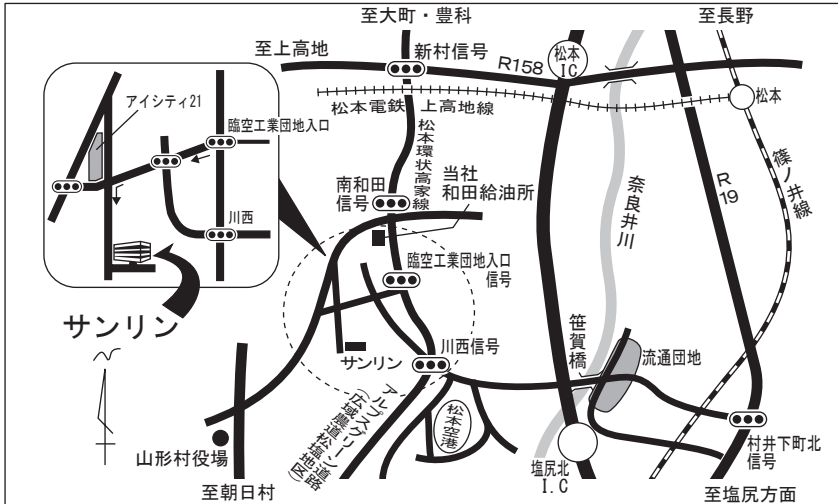 至大町・豊科
至長野
至上高地
新村信号
R158
松本
IC
アイシティ21
臨空工業団地入口
川西
サンリン
松本電鉄 上高地線
松本
松本環状高家線
当社
和田給油所
南和田
信号
奈良井川
R19
篠ノ井線
臨空工業団地入口
信号
サンリン
川西信号
笹賀橋
流通団地
アルプスグリーン道路
(広域農道松塩地区)
松本空港
山形村役場
塩尻北
I.C
村井下町北
信号
至朝日村
至塩尻方面